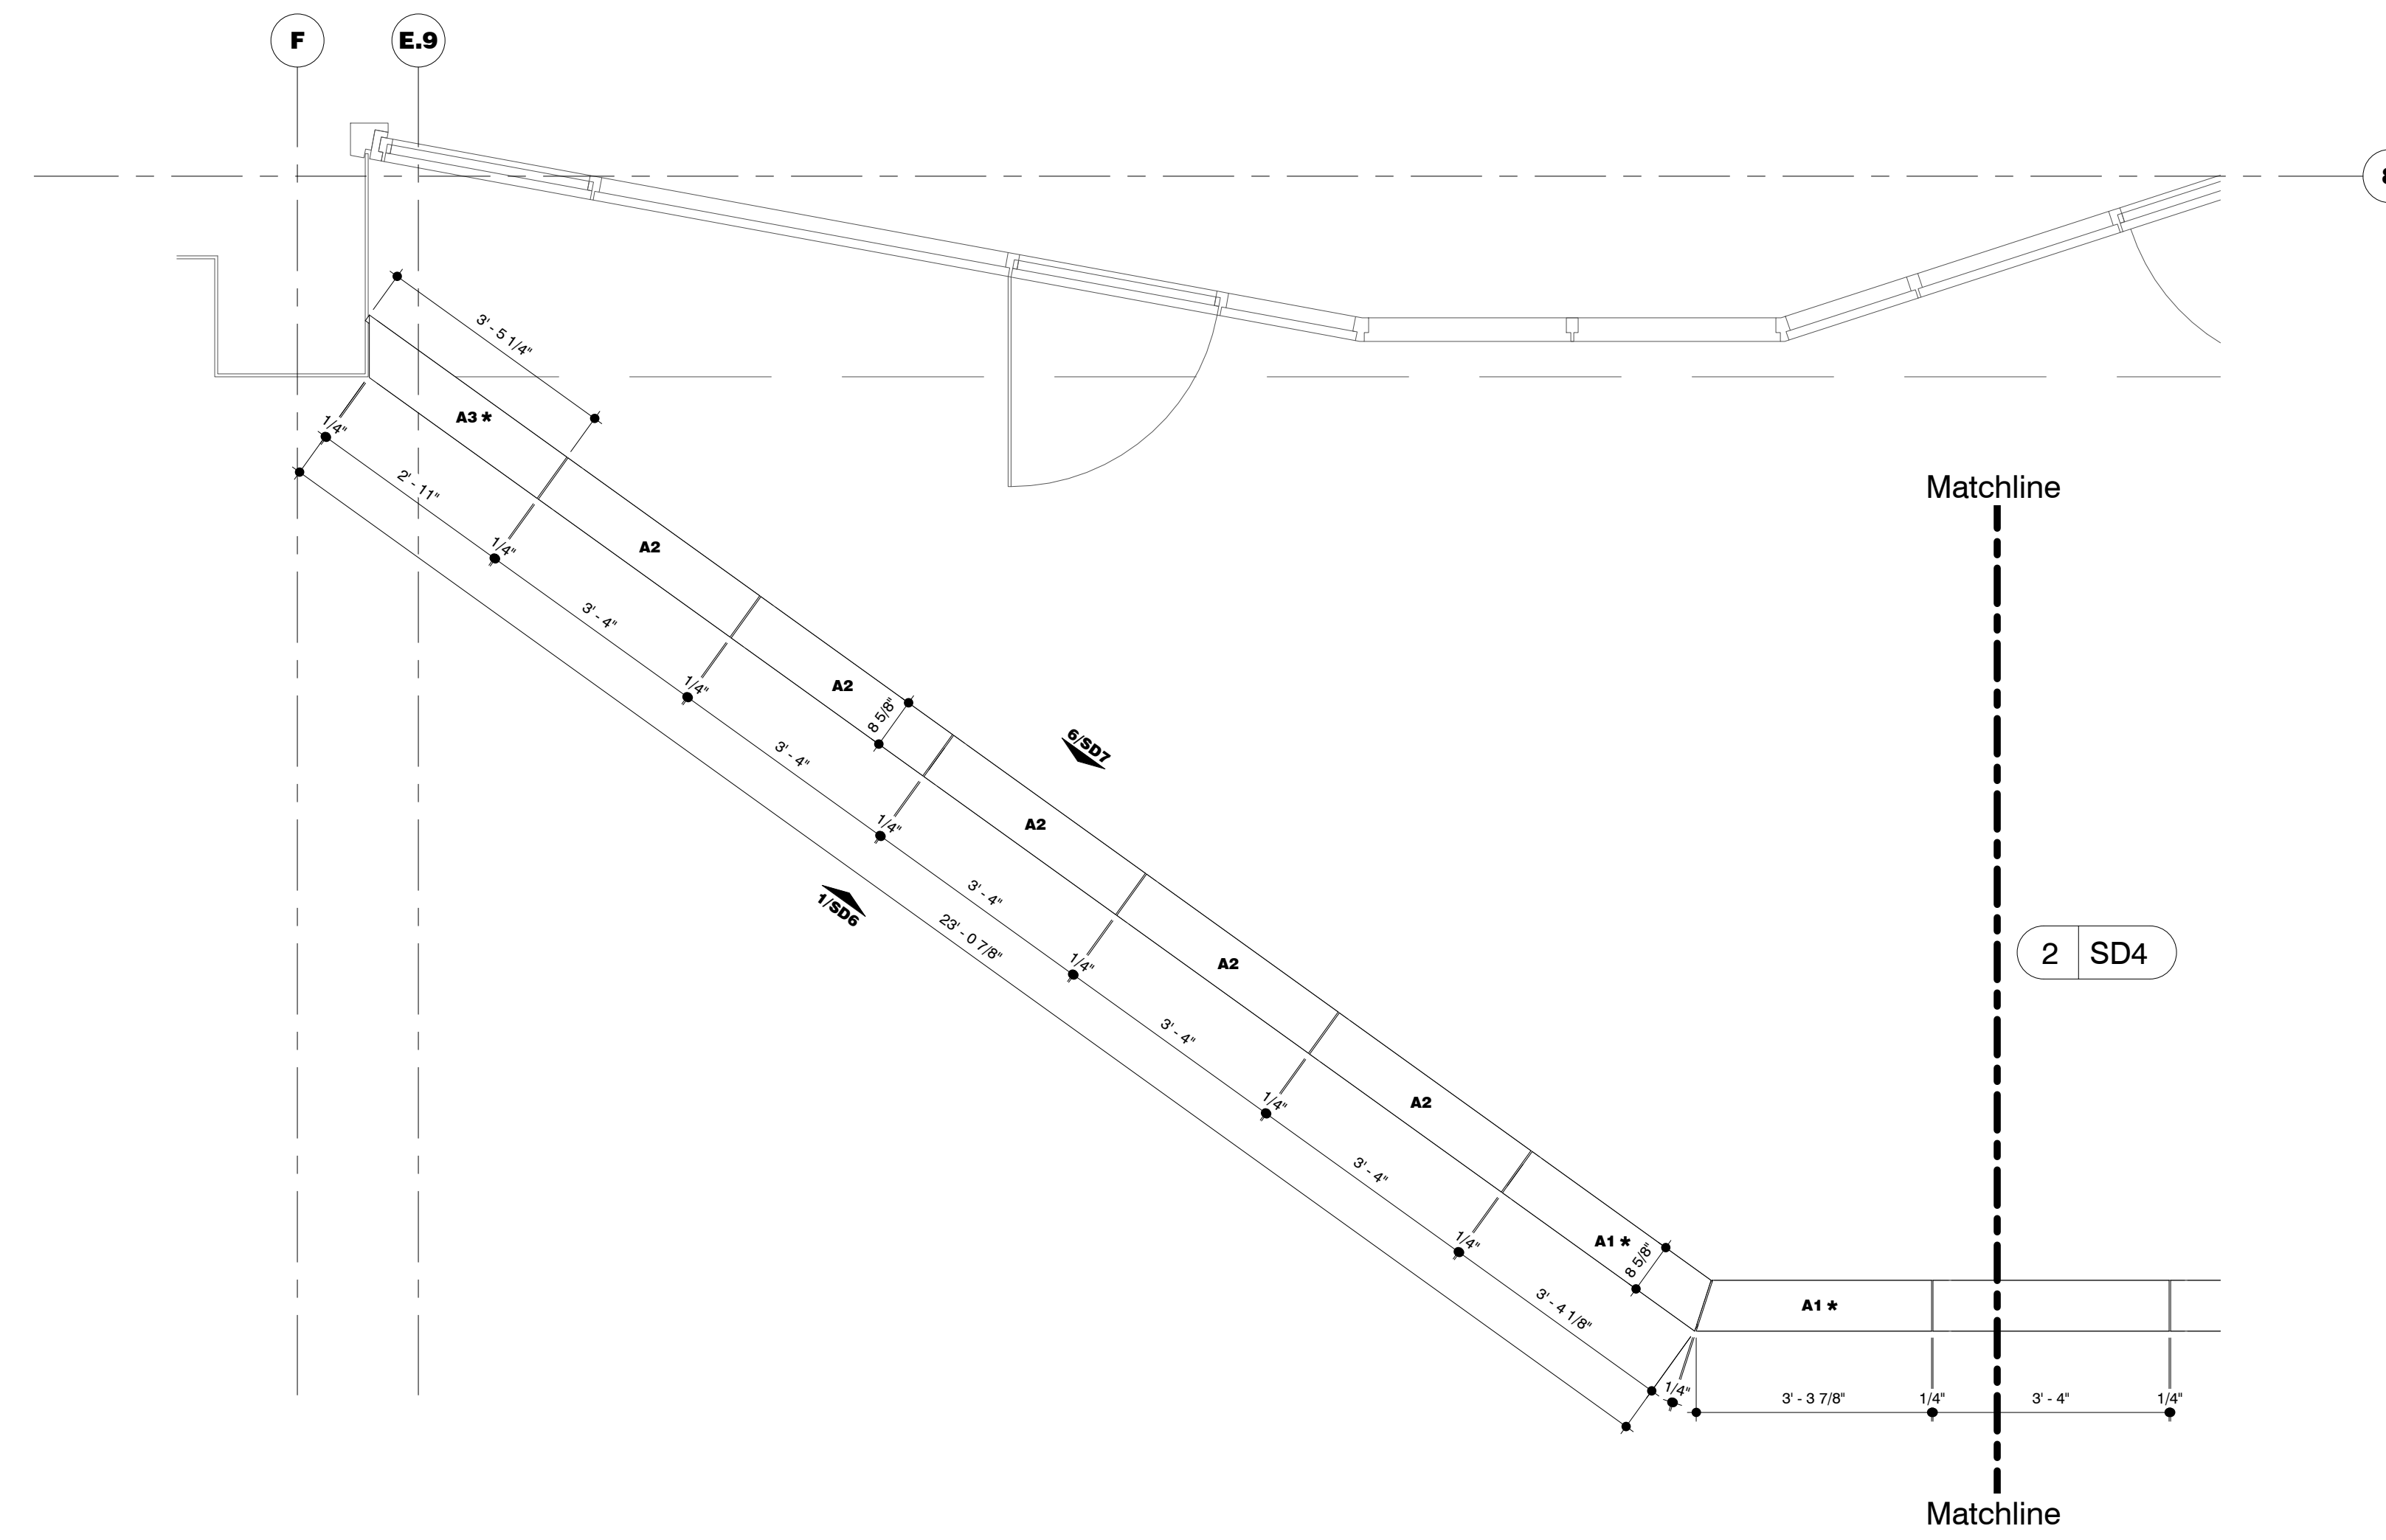 F
E.9
3' - 5 1/4"
A3 *
1/4"
2' - 11"
Matchline
1/4"
A2
3' - 4"
1/4"
A2
8 5/8"
3' - 4"
6/SD7
1/4"
A2
3' - 4"
1/SD6
23' - 0 7/8"
2 SD4
1/4"
A2
3' - 4"
1/4"
A2
3' - 4"
1/4"
A1 *
8 5/8"
3' - 4 1/8"
A1 *
1/4"
3' - 3 7/8"
1/4"
3' - 4"
1/4"
Matchline